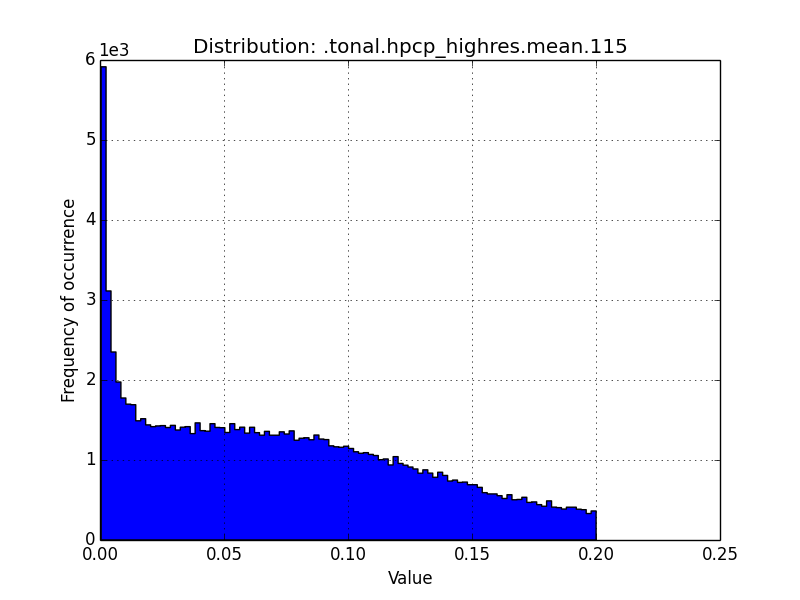 Distribution: .tonal.hpcp_highres.mean.115
1e3
6
5
4
3
2
1
0
Frequency of occurrence
0.00 0.05 0.10 0.15 0.20 0.25
Value